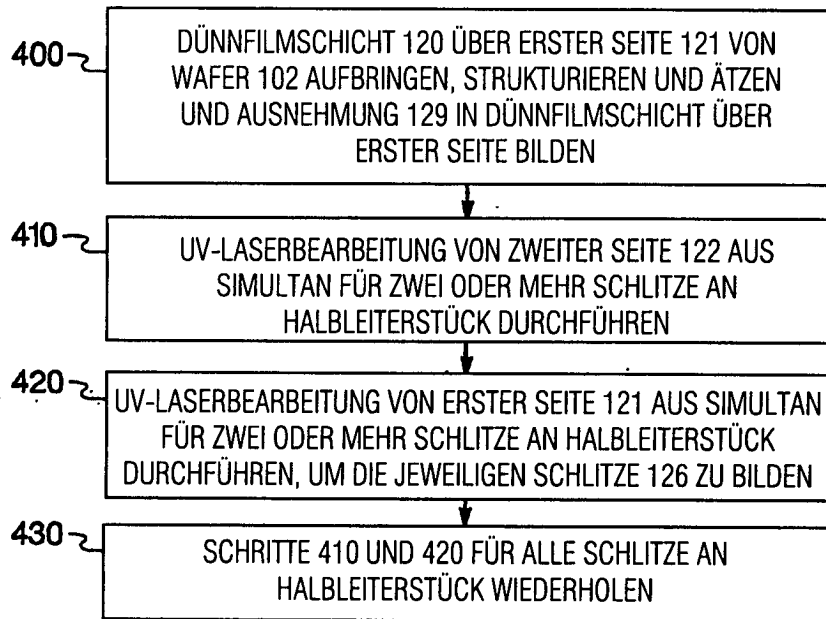 400
DÜNNFILMSCHICHT 120 ÜBER ERSTER SEITE 121 VON
WAFER 102 AUFBRINGEN, STRUKTURIEREN UND ÄTZEN
UND AUSNEHMUNG 129 IN DÜNNFILMSCHICHT ÜBER
ERSTER SEITE BILDEN
410
UV-LASERBEARBEITUNG VON ZWEITER SEITE 122 AUS
SIMULTAN FÜR ZWEI ODER MEHR SCHLITZE AN
HALBLEITERSTÜCK DURCHFÜHREN
420
UV-LASERBEARBEITUNG VON ERSTER SEITE 121 AUS SIMULTAN
FÜR ZWEI ODER MEHR SCHLITZE AN HALBLEITERSTÜCK
DURCHFÜHREN, UM DIE JEWEILIGEN SCHLITZE 126 ZU BILDEN
430
SCHRITTE 410 UND 420 FÜR ALLE SCHLITZE AN
HALBLEITERSTÜCK WIEDERHOLEN